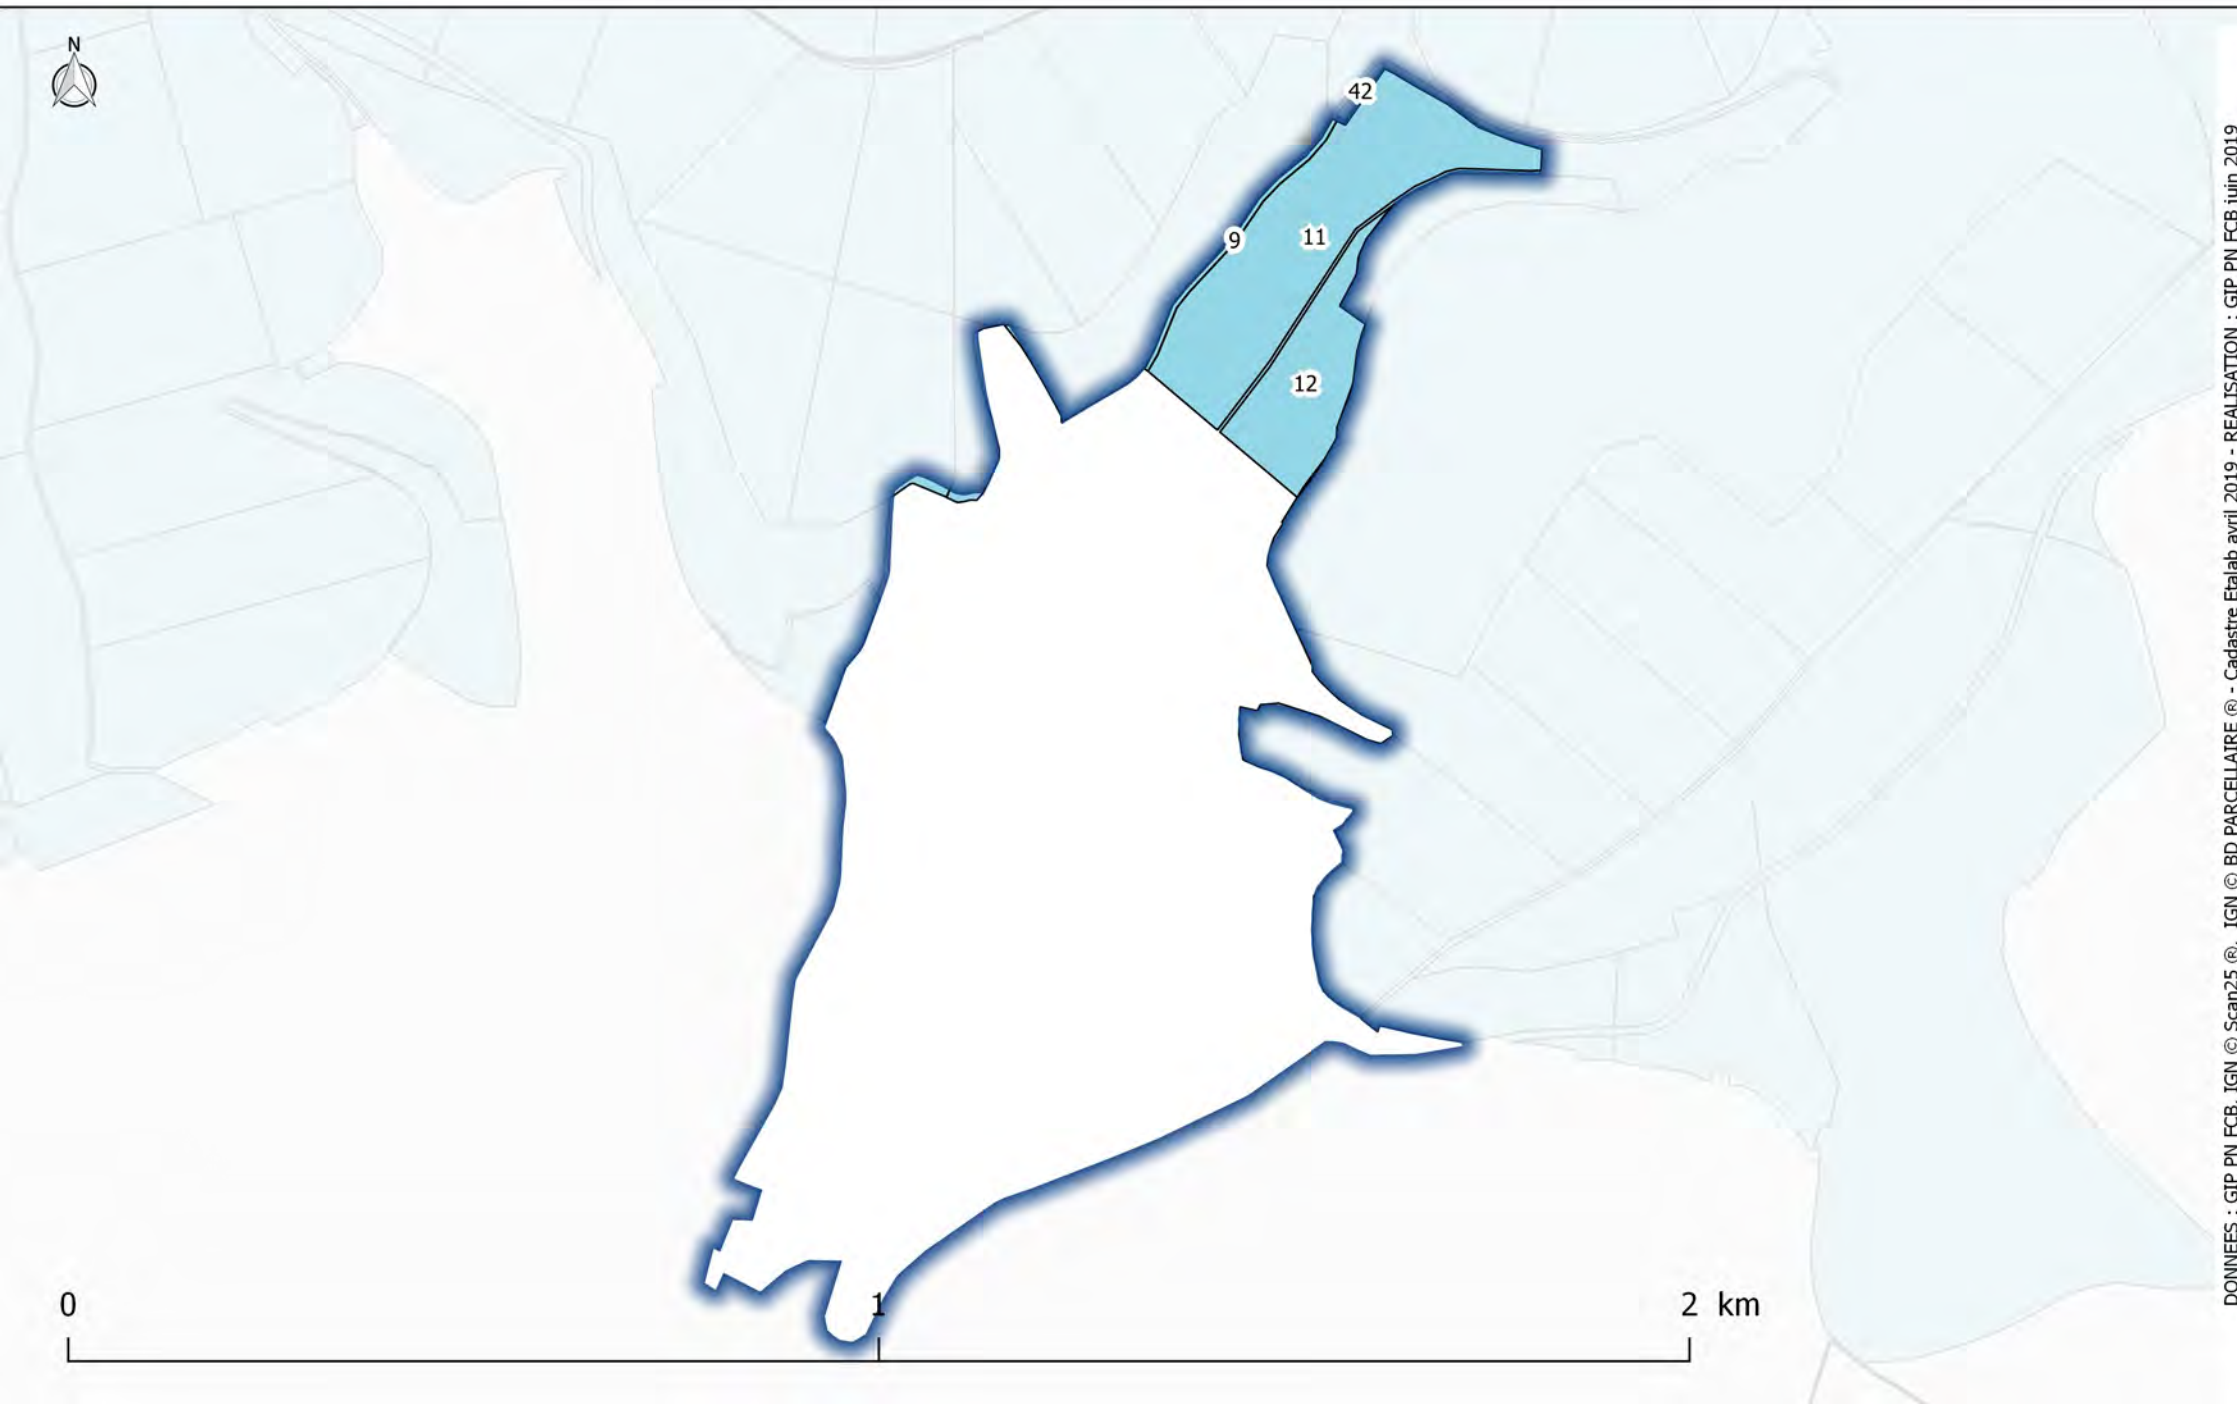 N
42
9
11
12
0
1
2 km
DONNEES : GIP PN FCB, IGN © Scan25 ®, IGN © BD PARCELLAIRE ® - Cadastre Etalab avril 2019 - REALISATION : GIP PN FCB juin 2019